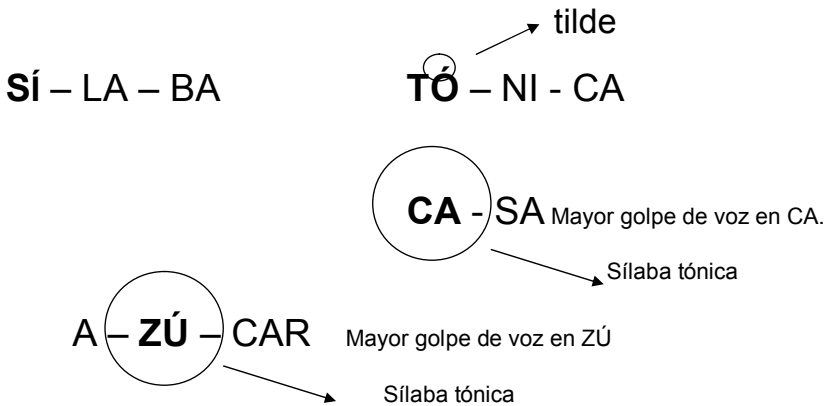 tilde
SÍ – LA – BA
TÓ – NI - CA
CA - SA Mayor golpe de voz en CA.
Sílaba tónica
A – ZÚ – CAR Mayor golpe de voz en ZÚ
Sílaba tónica